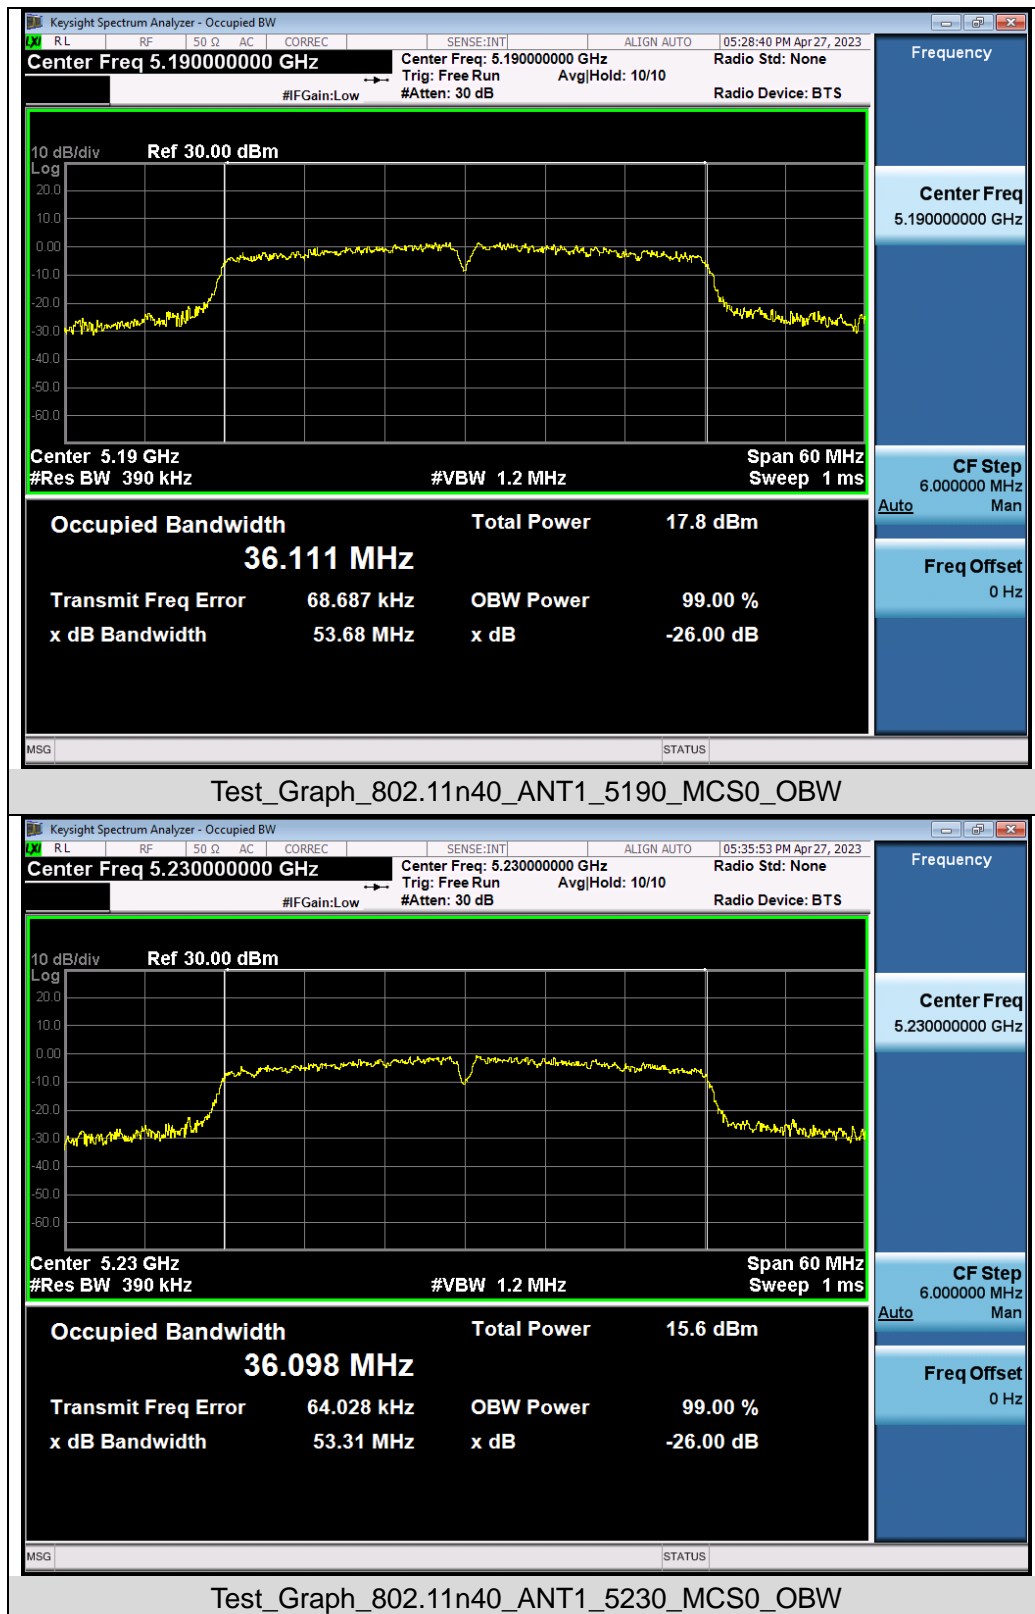 Keysight Spectrum Analyzer - Occupied BW
LXI RL RF 50 Ω AC CORREC SENSE:INT ALIGN AUTO 05:28:40 PM Apr 27, 2023
Center Freq 5.190000000 GHz
Center Freq: 5.190000000 GHz
Radio Std: None
Trig: Free Run Avg|Hold: 10/10
#IFGain:Low
#Atten: 30 dB
Radio Device: BTS
Frequency
10 dB/div Ref 30.00 dBm
Log
20.0
10.0
0.00
-10.0
-20.0
-30.0
-40.0
-50.0
-60.0
Center 5.19 GHz
Span 60 MHz
#Res BW 390 kHz
#VBW 1.2 MHz
Sweep 1 ms
Center Freq
5.190000000 GHz
CF Step
6.000000 MHz
Auto Man
Freq Offset
0 Hz
Occupied Bandwidth
Total Power 17.8 dBm
36.111 MHz
Transmit Freq Error 68.687 kHz OBW Power 99.00 %
x dB Bandwidth 53.68 MHz x dB -26.00 dB
MSG STATUS
Test_Graph_802.11n40_ANT1_5190_MCS0_OBW
Keysight Spectrum Analyzer - Occupied BW
LXI RL RF 50 Ω AC CORREC SENSE:INT ALIGN AUTO 05:35:53 PM Apr 27, 2023
Center Freq 5.230000000 GHz
Center Freq: 5.230000000 GHz
Radio Std: None
Trig: Free Run Avg|Hold: 10/10
#IFGain:Low
#Atten: 30 dB
Radio Device: BTS
Frequency
10 dB/div Ref 30.00 dBm
Log
20.0
10.0
0.00
-10.0
-20.0
-30.0
-40.0
-50.0
-60.0
Center 5.23 GHz
Span 60 MHz
#Res BW 390 kHz
#VBW 1.2 MHz
Sweep 1 ms
Center Freq
5.230000000 GHz
CF Step
6.000000 MHz
Auto Man
Freq Offset
0 Hz
Occupied Bandwidth
Total Power 15.6 dBm
36.098 MHz
Transmit Freq Error 64.028 kHz OBW Power 99.00 %
x dB Bandwidth 53.31 MHz x dB -26.00 dB
MSG STATUS
Test_Graph_802.11n40_ANT1_5230_MCS0_OBW